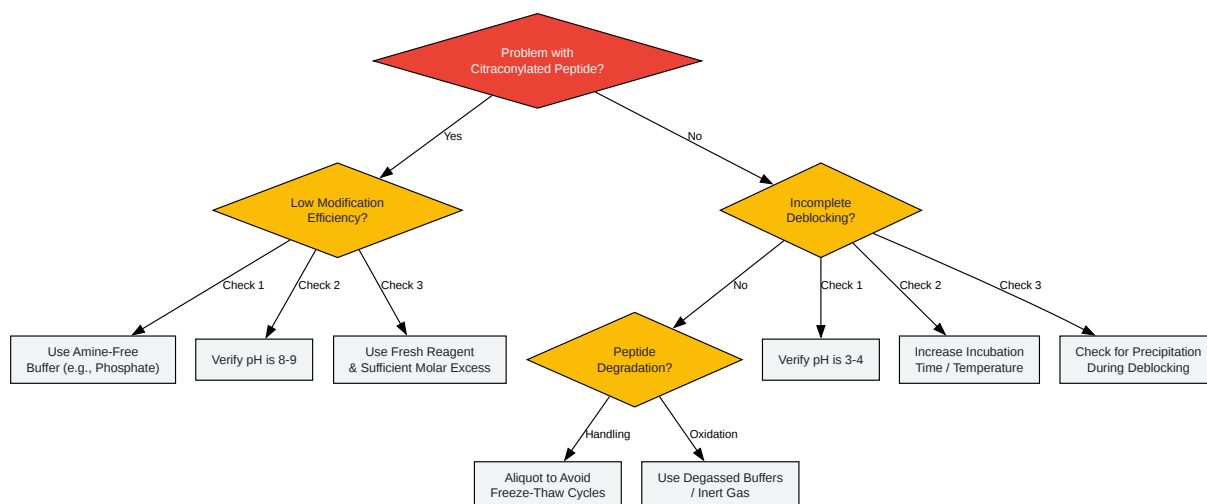 Problem with
Citraconylated Peptide?
Yes
No
Low Modification
Efficiency?
Incomplete
Deblocking?
Check 1
Check 2
Check 3
No
Check 1
Check 2
Check 3
Use Amine-Free
Buffer (e.g., Phosphate)
Verify pH is 8-9
Use Fresh Reagent
& Sufficient Molar Excess
Peptide
Degradation?
Verify pH is 3-4
Increase Incubation
Time / Temperature
Check for Precipitation
During Deblocking
Handling
Oxidation
Aliquot to Avoid
Freeze-Thaw Cycles
Use Degassed Buffers
/ Inert Gas